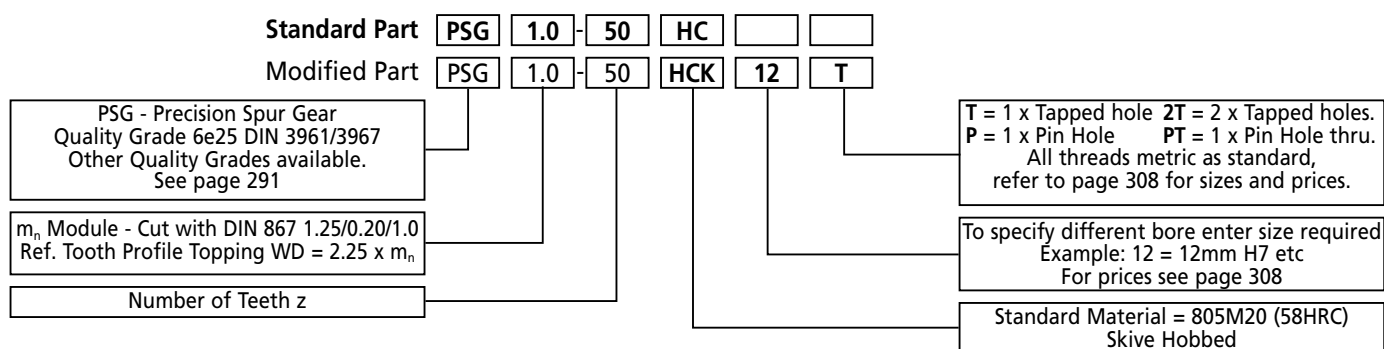 Standard Part PSG 1.0 - 50 HC
Modified Part PSG 1.0 - 50 HCK 12 T
PSG - Precision Spur Gear
Quality Grade 6e25 DIN 3961/3967
Other Quality Grades available.
See page 291
mn Module - Cut with DIN 867 1.25/0.20/1.0
Ref. Tooth Profile Topping WD = 2.25 x mn
Number of Teeth z
T = 1 x Tapped hole 2T = 2 x Tapped holes.
P = 1 x Pin Hole PT = 1 x Pin Hole thru.
All threads metric as standard,
refer to page 308 for sizes and prices.
To specify different bore enter size required
Example: 12 = 12mm H7 etc
For prices see page 308
Standard Material = 805M20 (58HRC)
Skive Hobbed